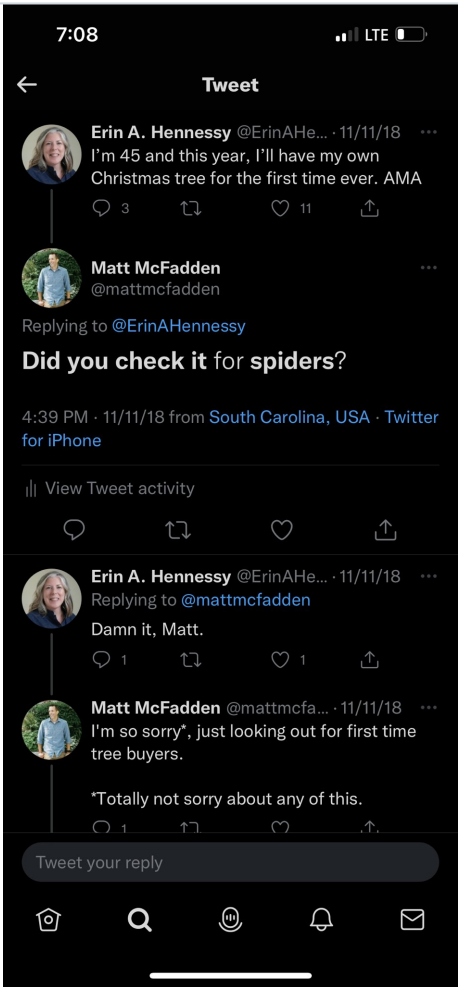 7:08
LTE
Tweet
Erin A. Hennessy @ErinAHe... · 11/11/18
I'm 45 and this year, I'll have my own
Christmas tree for the first time ever. AMA
3 11
Matt McFadden
@mattmcfadden
Replying to @ErinAHennessy
Did you check it for spiders?
4:39 PM · 11/11/18 from South Carolina, USA · Twitter
for iPhone
View Tweet activity
Erin A. Hennessy @ErinAHe... · 11/11/18
Replying to @mattmcfadden
Damn it, Matt.
1 1
Matt McFadden @mattmcfa... · 11/11/18
I'm so sorry*, just looking out for first time
tree buyers.
*Totally not sorry about any of this.
1
Tweet your reply